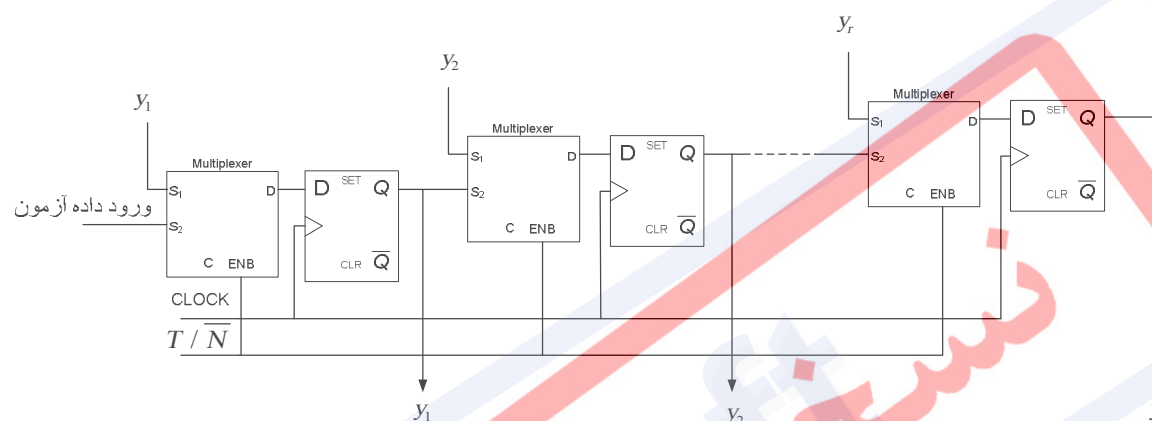 y_r
y_2
y_1
Multiplexer
S_1
S_2
D
C ENB
D SET Q
CLR Q̅
Multiplexer
S_1
S_2
D
C ENB
D SET Q
CLR Q̅
Multiplexer
S_1
S_2
D
C ENB
D SET Q
CLR Q̅
ورود داده آزمون
CLOCK
T / N̅
y_1
y_2